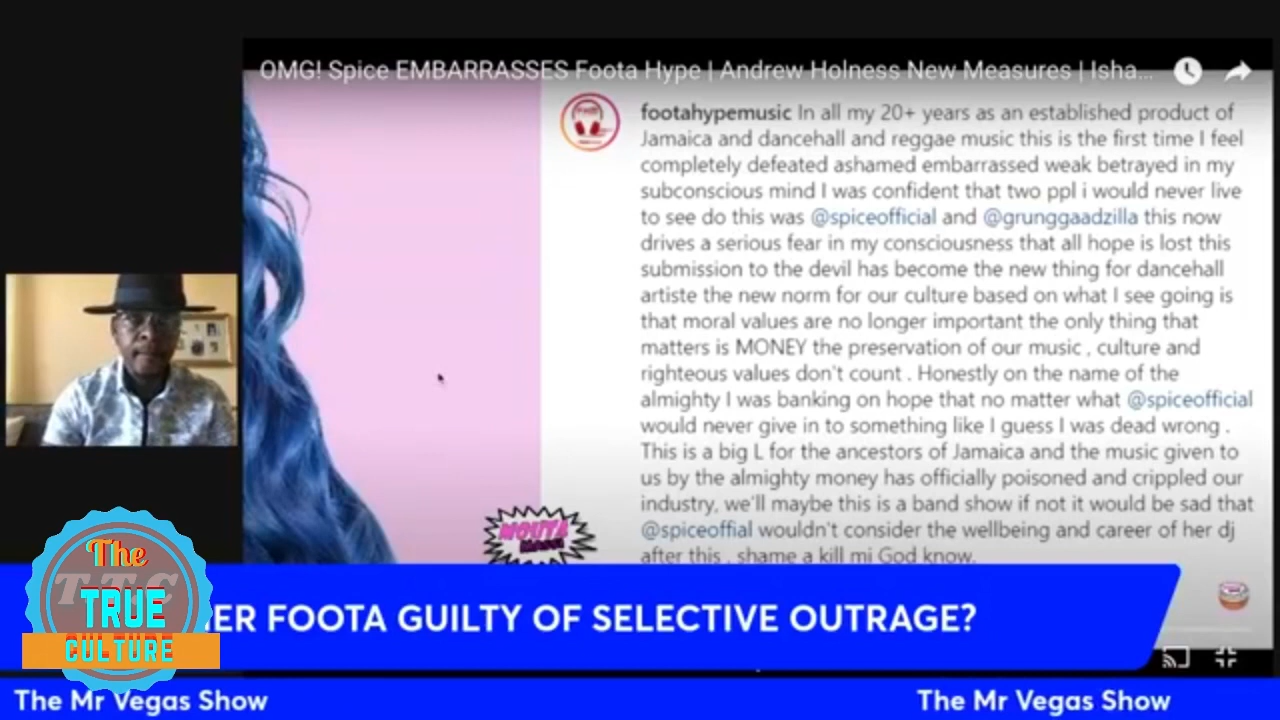 OMG! Spice EMBARRASSES Foota Hype | Andrew Holness New Measures | Isha...
footahypemusic In all my 20+ years as an established product of
Jamaica and dancehall and reggae music this is the first time I feel
completely defeated ashamed embarrassed weak betrayed in my
subconscious mind I was confident that two ppl i would never live
to see do this was @spiceofficial and @grunggaadzilla this now
drives a serious fear in my consciousness that all hope is lost this
submission to the devil has become the new thing for dancehall
artiste the new norm for our culture based on what I see going is
that moral values are no longer important the only thing that
matters is MONEY the preservation of our music , culture and
righteous values don't count . Honestly on the name of the
almighty I was banking on hope that no matter what @spiceofficial
would never give in to something like I guess I was dead wrong .
This is a big L for the ancestors of Jamaica and the music given to
us by the almighty money has officially poisoned and crippled our
industry, we'll maybe this is a band show if not it would be sad that
@spiceoffial wouldn't consider the wellbeing and career of her dj
after this , shame a kill mi God know.
MOUTA
MASSY
FOOTA GUILTY OF SELECTIVE OUTRAGE?
The
T.T.C
TRUE
CULTURE
The Mr Vegas Show
The Mr Vegas Show